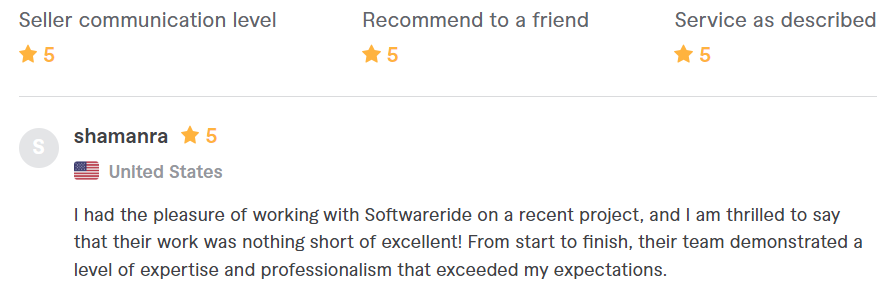 Seller communication level Recommend to a friend Service as described
5 5 5
S shamanra 5
United States
I had the pleasure of working with Softwareride on a recent project, and I am thrilled to say
that their work was nothing short of excellent! From start to finish, their team demonstrated a
level of expertise and professionalism that exceeded my expectations.